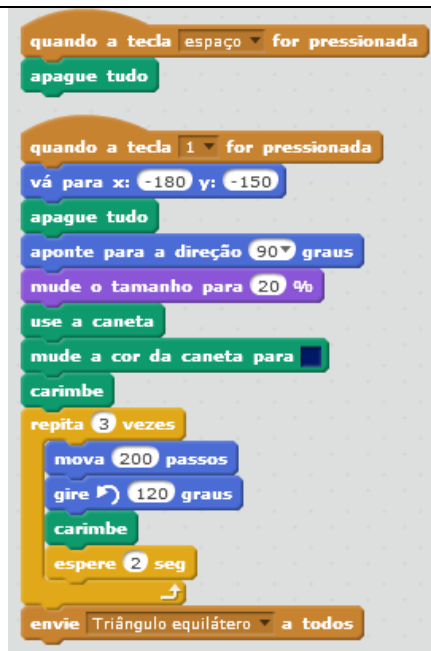 quando a tecla espaço for pressionada
apague tudo
quando a tecla 1 for pressionada
vá para x: -180 y: -150
apague tudo
aponte para a direção 90 graus
mude o tamanho para 20 %
use a caneta
mude a cor da caneta para
carimbe
repita 3 vezes
mova 200 passos
gire 120 graus
carimbe
espere 2 seg
envie Triângulo equilátero a todos